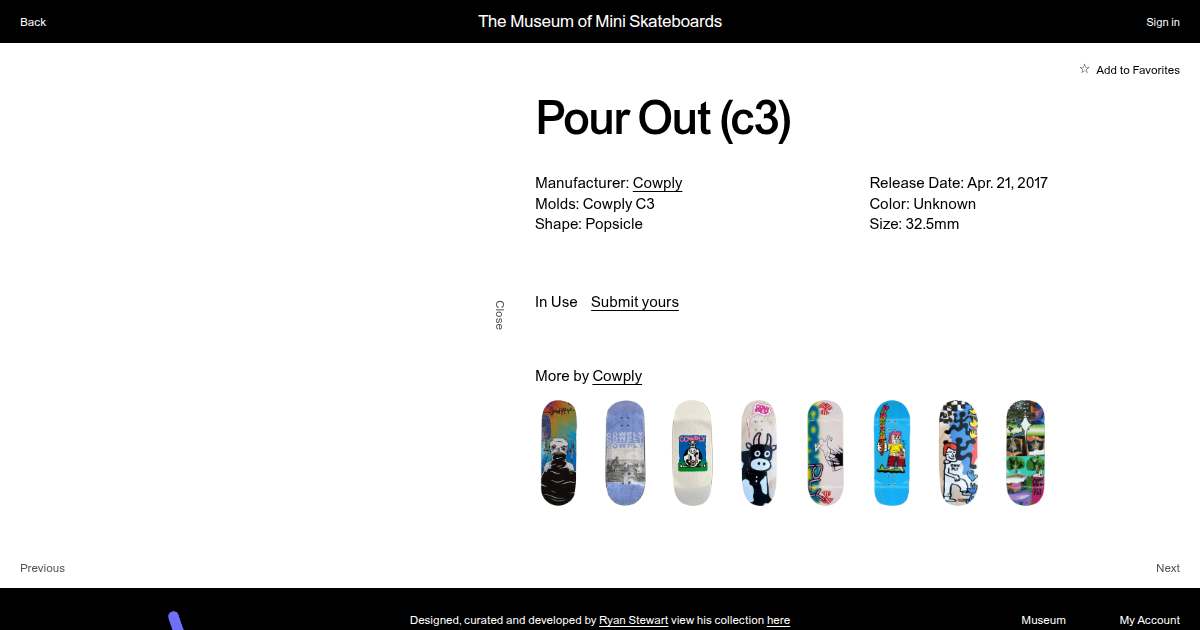 Back
The Museum of Mini Skateboards
Sign in
☆ Add to Favorites
Pour Out (c3)
Manufacturer: Cowply
Molds: Cowply C3
Shape: Popsicle
Release Date: Apr. 21, 2017
Color: Unknown
Size: 32.5mm
Close
In Use Submit yours
More by Cowply
Previous
Next
Designed, curated and developed by Ryan Stewart view his collection here
Museum
My Account